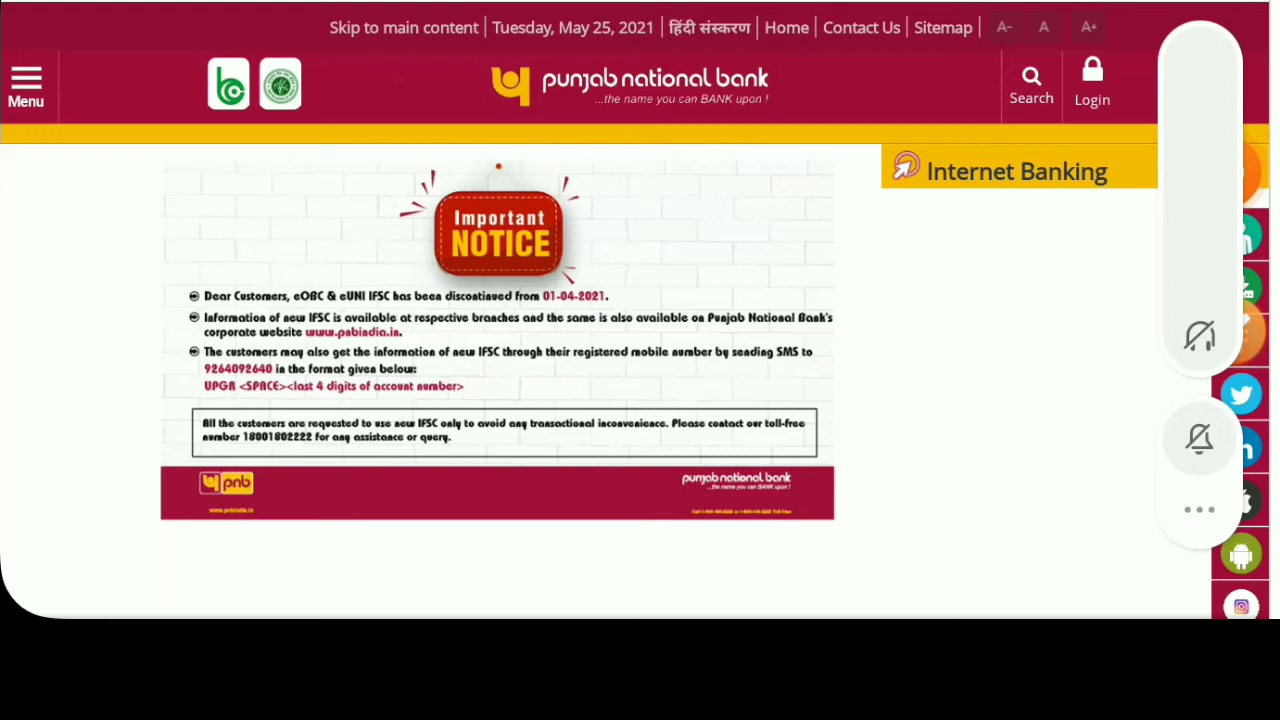 Skip to main content | Tuesday, May 25, 2021 | हिंदी संस्करण | Home | Contact Us | Sitemap | A- A A+
Menu
punjab national bank
...the name you can BANK upon !
Search
Login
Internet Banking
Important
NOTICE
Dear Customers, eOBC & eUNI IFSC has been discontinued from 01-04-2021.
Information of new IFSC is available at respective branches and the same is also available on Punjab National Bank's
corporate website www.pnbindia.in.
The customers may also get the information of new IFSC through their registered mobile number by sending SMS to
9264092640 in the format given below:
UPGR <SPACE><last 4 digits of account number>
All the customers are requested to use new IFSC only to avoid any transactional inconvenience. Please contact our toll-free
number 18001802222 for any assistance or query.
pnb
punjab national bank
...the name you can BANK upon !
www.pnbindia.in